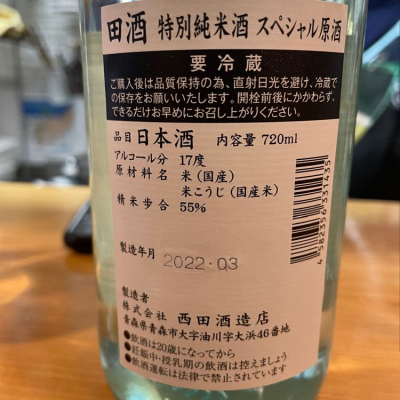 田酒 特別純米酒 スペシャル原酒
要冷蔵
ご購入後は品質保持の為、直射日光を避け、冷蔵で
の保存をお願いいたします。開栓前後にかかわらず、
できるだけお早めにお召し上がりください。
品目 日本酒 内容量 720ml
アルコール分 17度
原材料名 米(国産)
米こうじ(国産米)
精米歩合 55%
製造年月 2022.03
製造者
株式会社 西田酒造店
青森県青森市大字油川字大浜46番地
●飲酒は20歳になってから
●妊娠中・授乳期の飲酒は控えましょう
●飲酒運転は法律で禁止されています
4582356331435